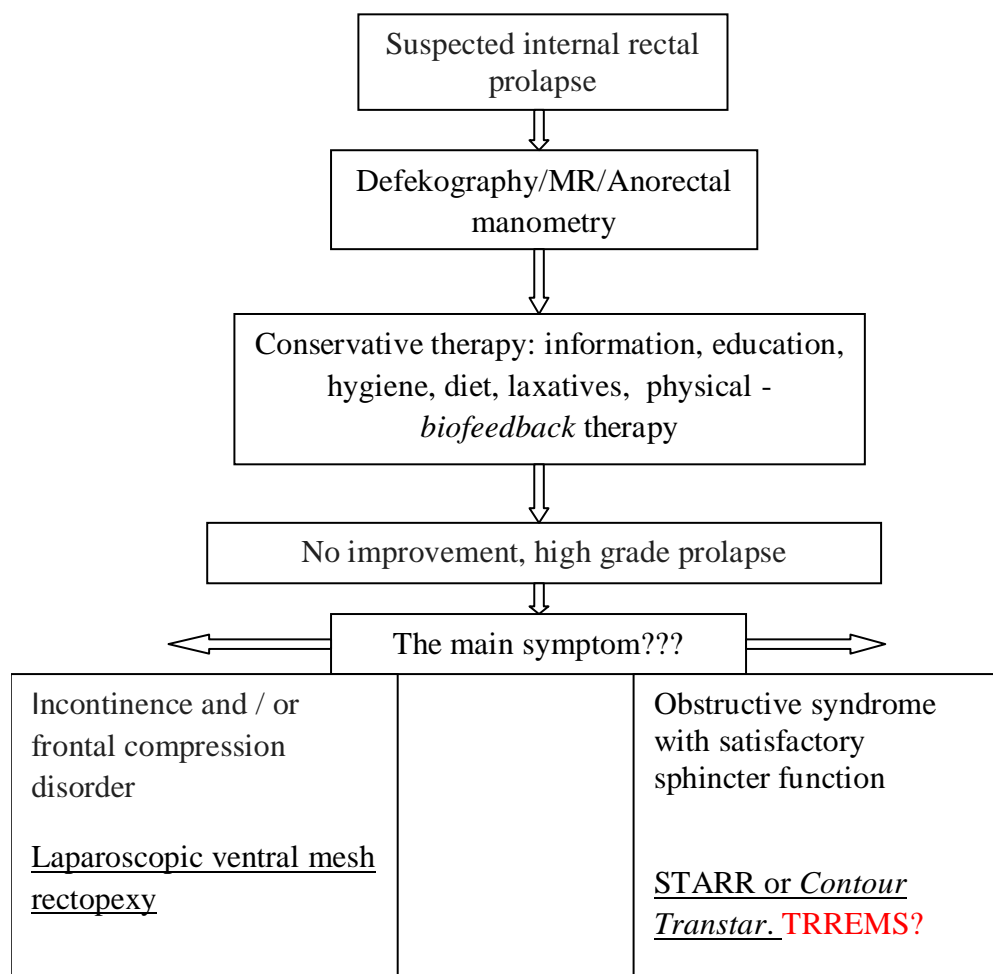 Suspected internal rectal
prolapse
Defekography/MR/Anorectal
manometry
Conservative therapy: information, education,
hygiene, diet, laxatives,  physical -
biofeedback therapy
No improvement, high grade prolapse
The main symptom???
Incontinence and / or
frontal compression
disorder
Laparoscopic ventral mesh
rectopexy
Obstructive syndrome
with satisfactory
sphincter function
STARR or Contour
Transtar. TRREMS?